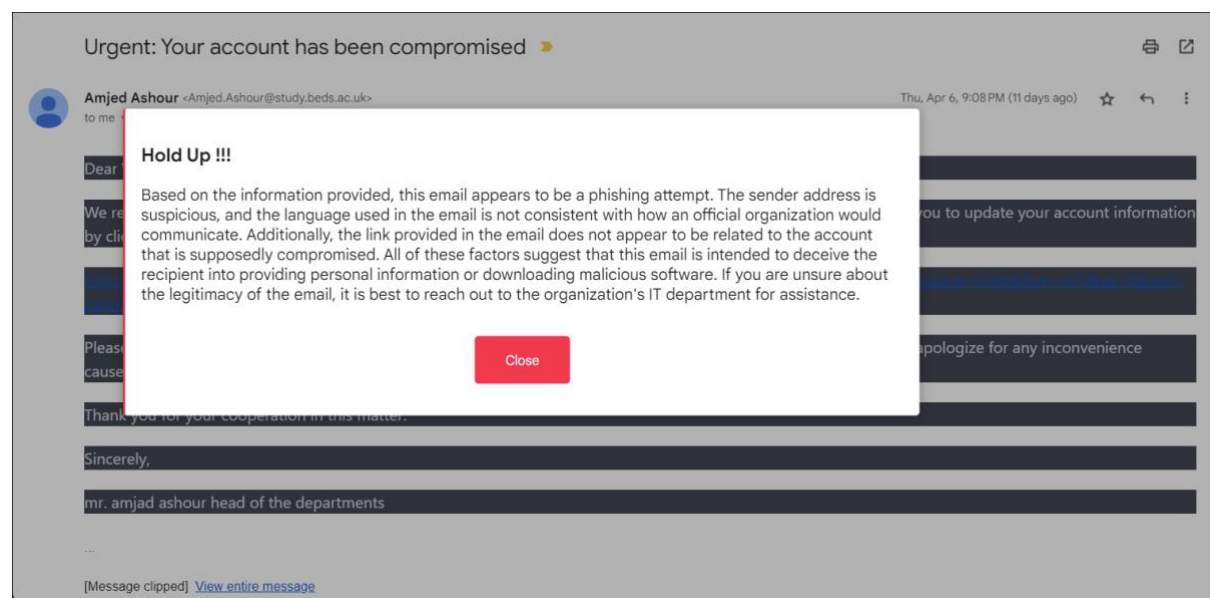 Urgent: Your account has been compromised
Amjed Ashour <Amjed.Ashour@study.beds.ac.uk>
Thu, Apr 6, 9:08 PM (11 days ago)
to me
Hold Up !!!
Dear
Based on the information provided, this email appears to be a phishing attempt. The sender address is
We re
suspicious, and the language used in the email is not consistent with how an official organization would
you to update your account information
by cli
communicate. Additionally, the link provided in the email does not appear to be related to the account
that is supposedly compromised. All of these factors suggest that this email is intended to deceive the
recipient into providing personal information or downloading malicious software. If you are unsure about
the legitimacy of the email, it is best to reach out to the organization's IT department for assistance.
Pleas
apologize for any inconvenience
cause
Close
Thank you for your cooperation in this matter.
Sincerely,
mr. amjad ashour head of the departments
...
[Message clipped] View entire message